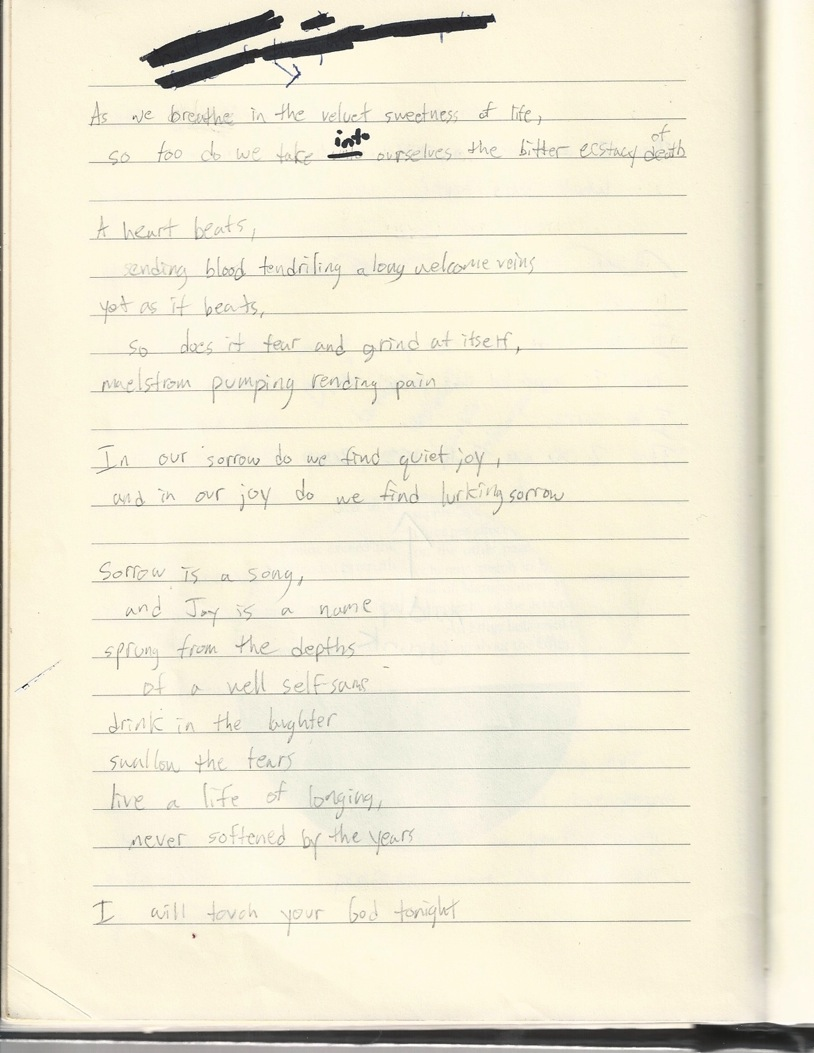 As we breathe in the velvet sweetness of life,
so too do we take into ourselves the bitter ecstacy of death
A heart beats,
sending blood tendriling along welcome veins
yet as it beats,
so does it tear and grind at itself,
maelstrom pumping rending pain
In our sorrow do we find quiet joy,
and in our joy do we find lurking sorrow
Sorrow is a song,
and Joy is a name
sprung from the depths
of a well self-same
drink in the laughter
swallow the tears
live a life of longing,
never softened by the years
I will touch your God tonight